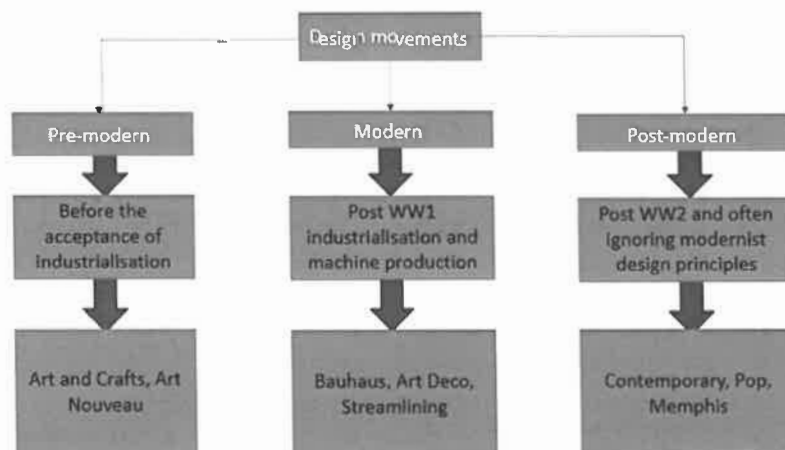 Design movements
Pre-modern
Modern
Post-modern
Before the
acceptance of
industrialisation
Post WW1
industrialisation and
machine production
Post WW2 and often
ignoring modernist
design principles
Art and Crafts, Art
Nouveau
Bauhaus, Art Deco,
Streamlining
Contemporary, Pop,
Memphis